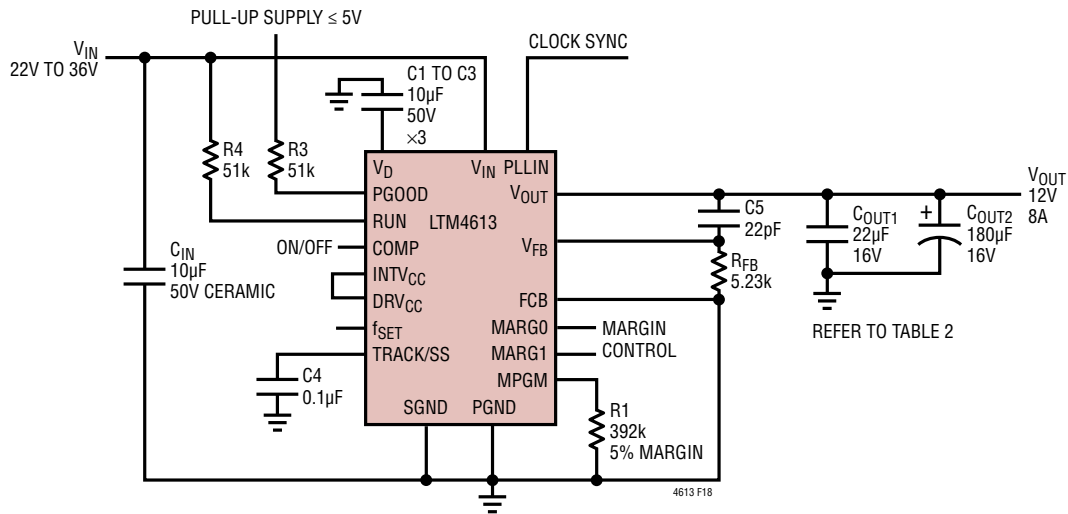 PULL-UP SUPPLY ≤ 5V
VIN
22V TO 36V
CLOCK SYNC
C1 TO C3
10µF
50V
×3
R4
51k
R3
51k
VD
VIN
PLLIN
PGOOD
VOUT
RUN
LTM4613
ON/OFF
COMP
VFB
INTVCC
DRVCC
FCB
fSET
MARG0
MARGIN
TRACK/SS
MARG1
CONTROL
MPGM
SGND
PGND
CIN
10µF
50V CERAMIC
C4
0.1µF
C5
22pF
RFB
5.23k
COUT1
22µF
16V
+
COUT2
180µF
16V
VOUT
12V
8A
REFER TO TABLE 2
R1
392k
5% MARGIN
4613 F18